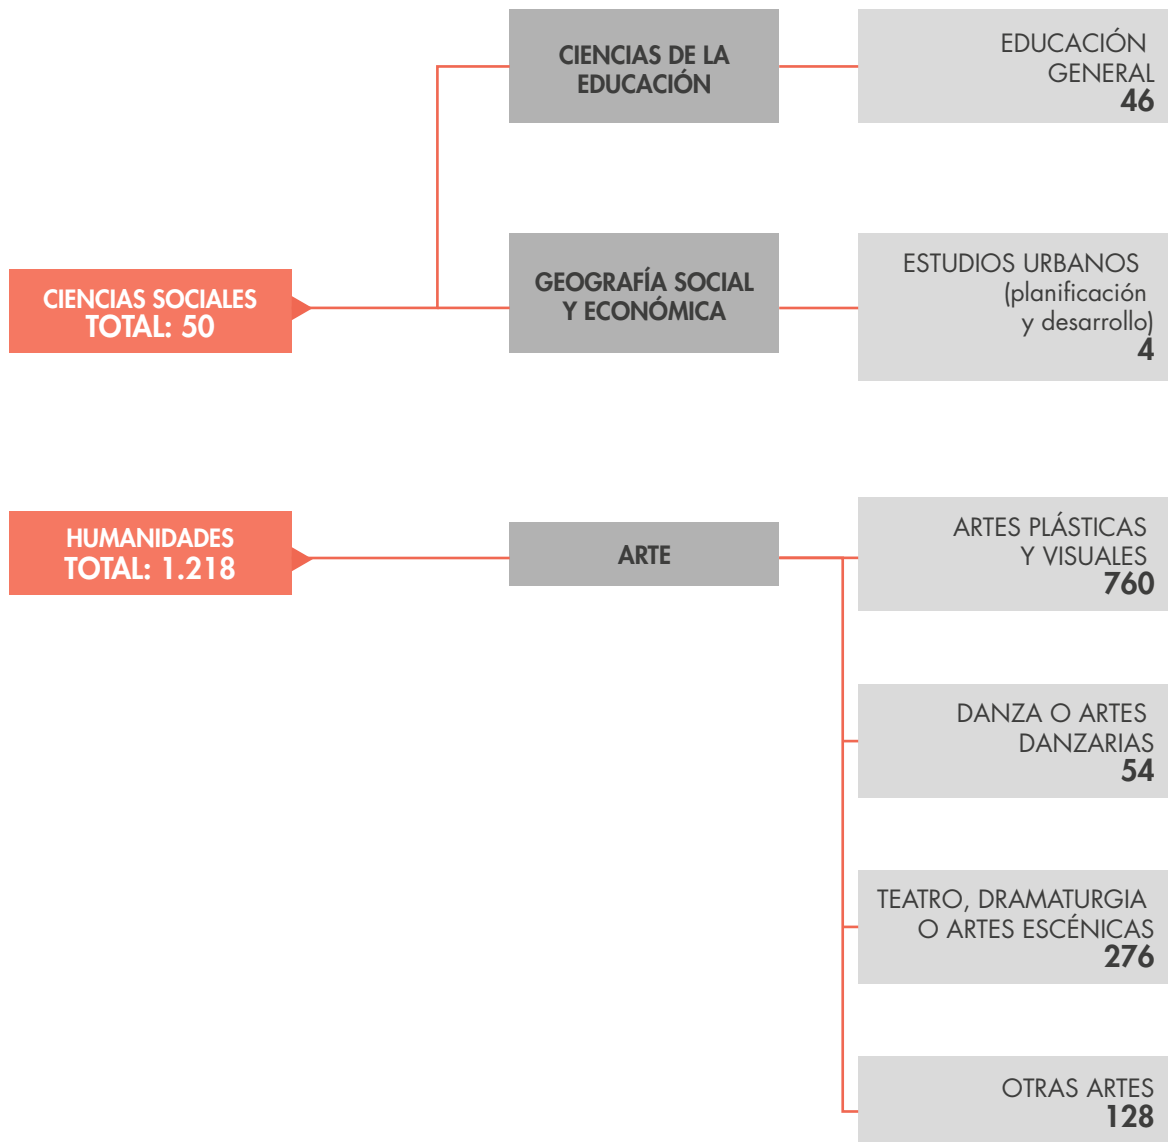 CIENCIAS SOCIALES
TOTAL: 50
CIENCIAS DE LA
EDUCACIÓN
EDUCACIÓN
GENERAL
46
GEOGRAFÍA SOCIAL
Y ECONÓMICA
ESTUDIOS URBANOS
(planificación
y desarrollo)
4
HUMANIDADES
TOTAL: 1.218
ARTE
ARTES PLÁSTICAS
Y VISUALES
760
DANZA O ARTES
DANZARIAS
54
TEATRO, DRAMATURGIA
O ARTES ESCÉNICAS
276
OTRAS ARTES
128